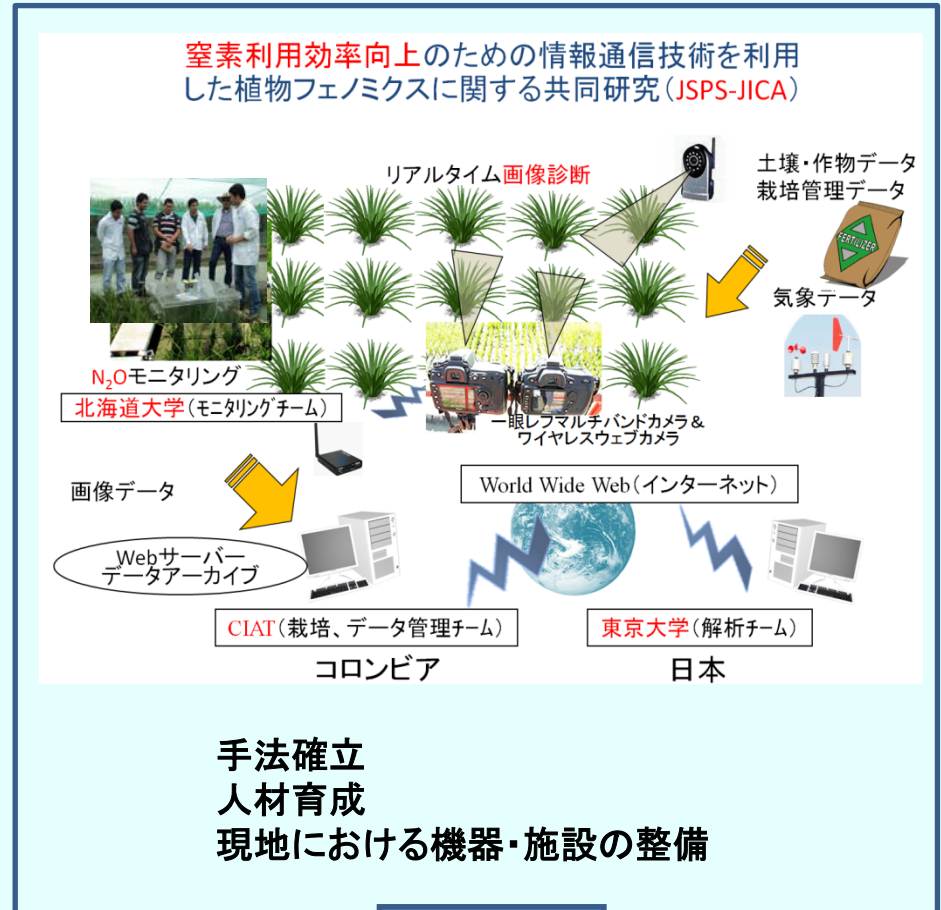 窒素利用効率向上のための情報通信技術を利用
した植物フェノミクスに関する共同研究(JSPS-JICA)
リアルタイム画像診断
土壌・作物データ
栽培管理データ
FERTILIZER
気象データ
N₂Oモニタリング
北海道大学(ﾓﾆﾀﾘﾝｸﾞﾁｰﾑ)
一眼レフマルチバンドカメラ&
ワイヤレスウェブカメラ
画像データ
World Wide Web(インターネット)
Webサーバー
データアーカイブ
CIAT(栽培、データ管理ﾁｰﾑ)
東京大学(解析ﾁｰﾑ)
コロンビア
日本
手法確立
人材育成
現地における機器・施設の整備